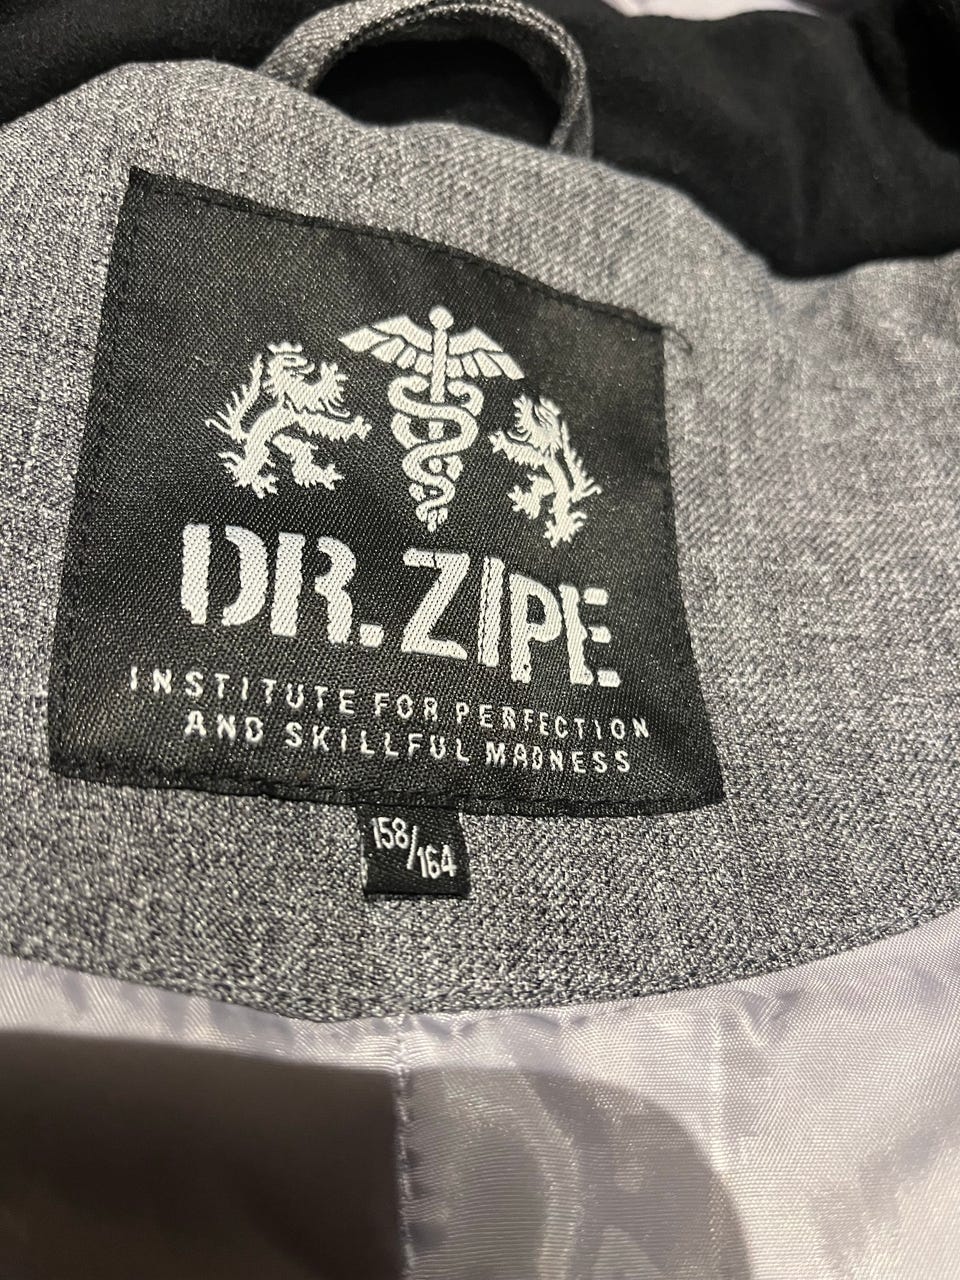 DR. ZIPE
INSTITUTE FOR PERFECTION
AND SKILLFUL MADNESS
158/164